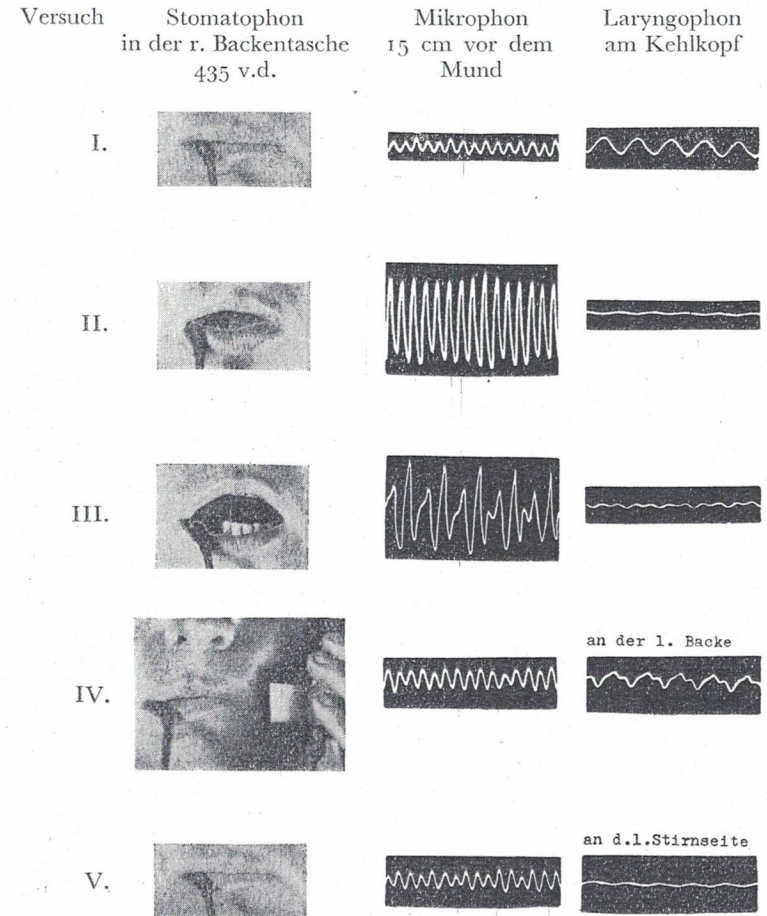 Versuch
Stomatophon
in der r. Backentasche
435 v.d.
Mikrophon
15 cm vor dem
Mund
Laryngophon
am Kehlkopf
I.
II.
III.
an der l. Backe
IV.
an d.l.Stirnseite
V.